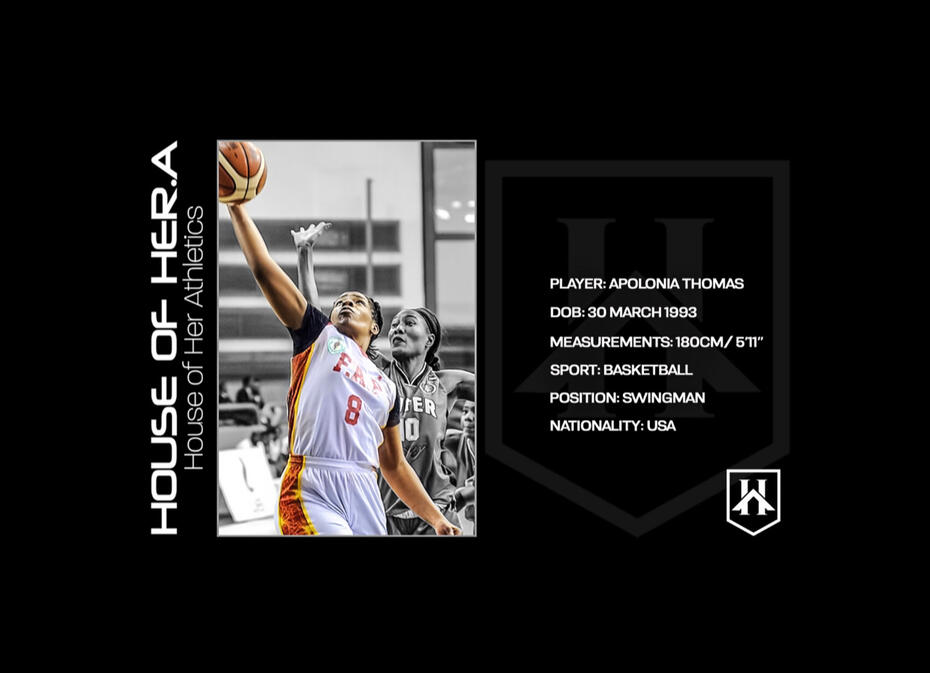 HOUSE OF HER.A
House of Her Athletics
8
PLAYER: APOLONIA THOMAS
DOB: 30 MARCH 1993
MEASUREMENTS: 180CM/ 5'11"
SPORT: BASKETBALL
POSITION: SWINGMAN
NATIONALITY: USA